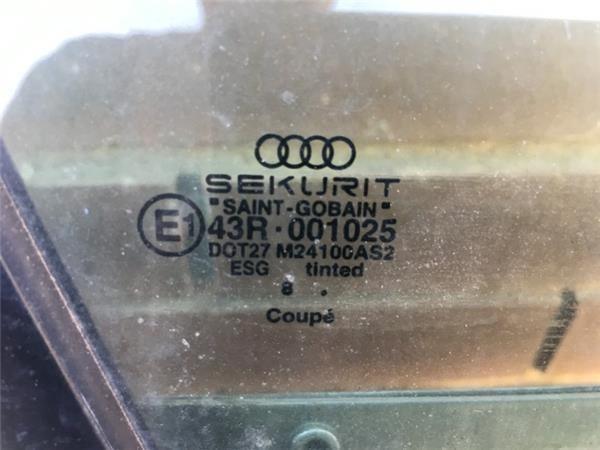 SEKURIT
"SAINT-GOBAIN"
E1 43R·001025
DOT27 M2410CAS2
ESG tinted
8 .
Coupé